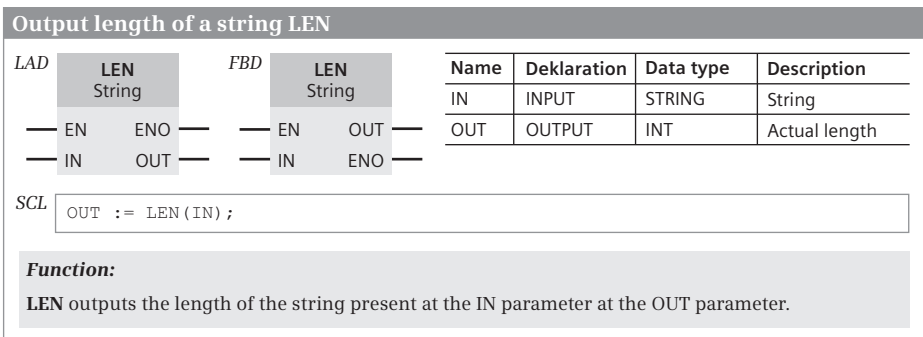 Output length of a string LEN
LAD
LEN
String
EN ENO
IN OUT
FBD
LEN
String
EN OUT
IN ENO
Name Deklaration Data type Description
IN INPUT STRING String
OUT OUTPUT INT Actual length
SCL
OUT := LEN(IN);
Function:
LEN outputs the length of the string present at the IN parameter at the OUT parameter.